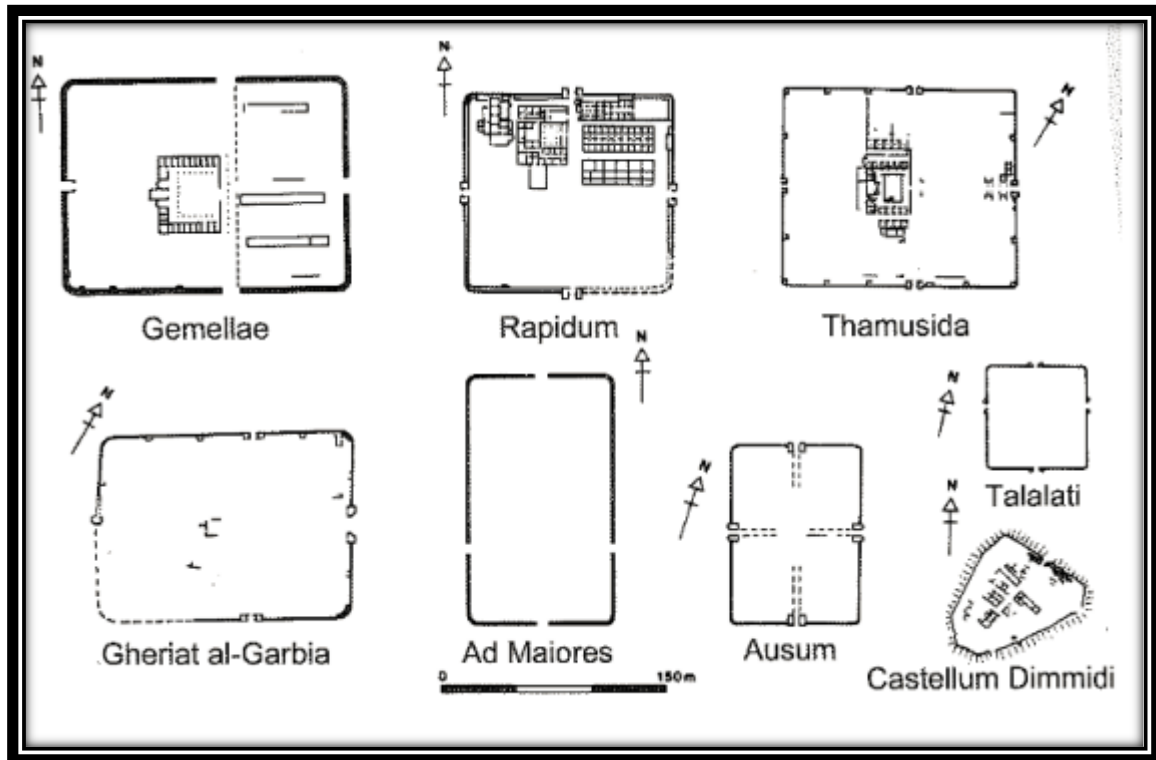 N
N
N
Gemellae
Rapidum
Thamusida
N
N
N
N
N
Gheriat al-Garbia
Ad Maiores
Ausum
Talalati
Castellum Dimmidi
0 150m